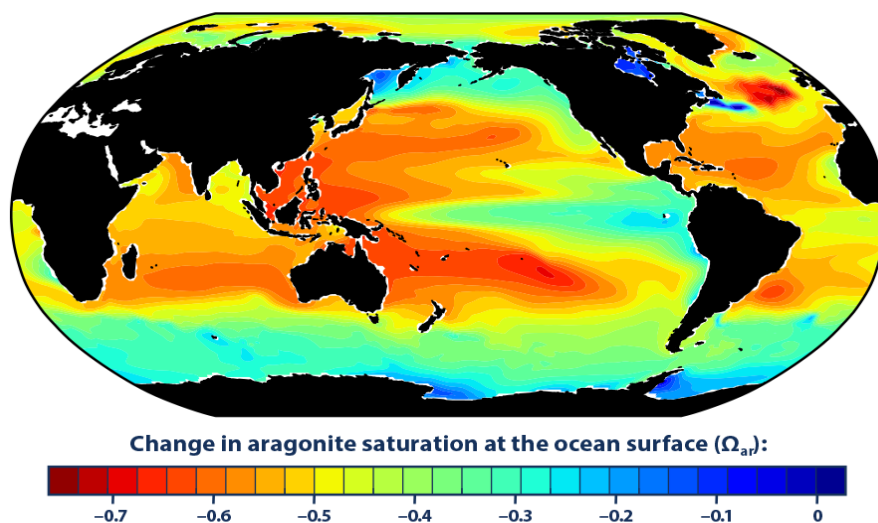 Change in aragonite saturation at the ocean surface (Ωar):
−0.7 −0.6 −0.5 −0.4 −0.3 −0.2 −0.1 0